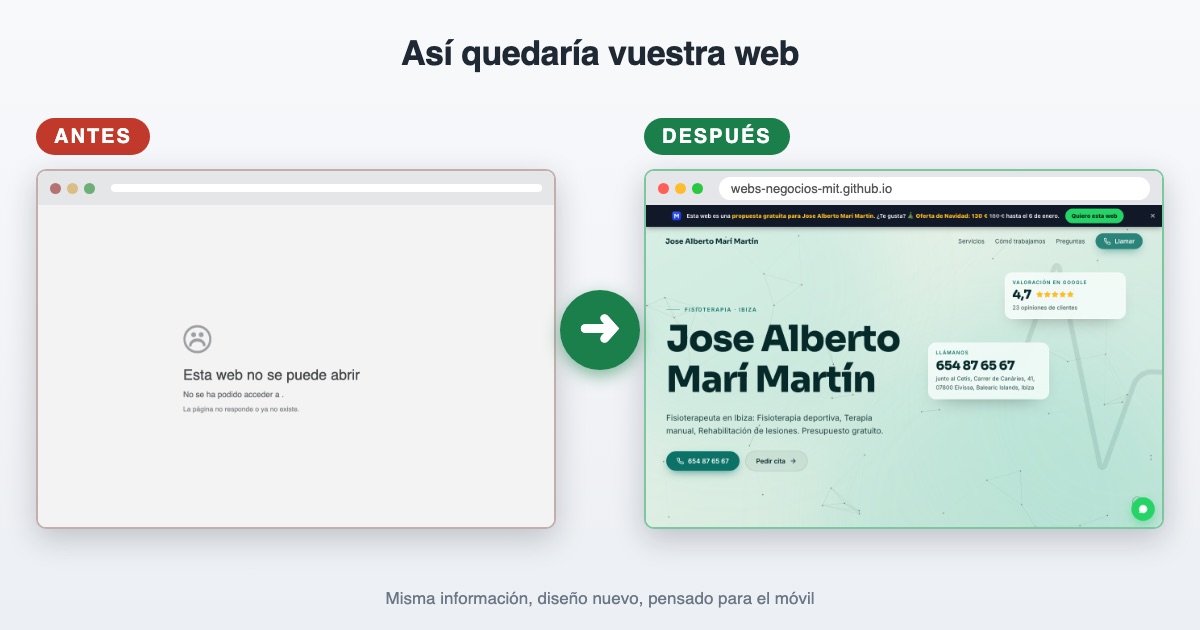 Así quedaría vuestra web
ANTES
DESPUÉS
Esta web no se puede abrir
No se ha podido acceder a .
La página no responde o ya no existe.
webs-negocios-mit.github.io
M Esta web es una propuesta gratuita para Jose Alberto Marí Martín. ¿Te gusta? 🎄 Oferta de Navidad: 130 € 180 € hasta el 6 de enero. Quiero esta web ×
Jose Alberto Marí Martín
Servicios Cómo trabajamos Preguntas Llamar
VALORACIÓN EN GOOGLE
4,7 ★★★★★
23 opiniones de clientes
FISIOTERAPIA · IBIZA
Jose Alberto
Marí Martín
LLÁMANOS
654 87 65 67
junto al Cetis, Carrer de Canàries, 41,
07800 Eivissa, Balearic Islands, Ibiza
Fisioterapeuta en Ibiza: Fisioterapia deportiva, Terapia
manual, Rehabilitación de lesiones. Presupuesto gratuito.
654 87 65 67
Pedir cita →
Misma información, diseño nuevo, pensado para el móvil